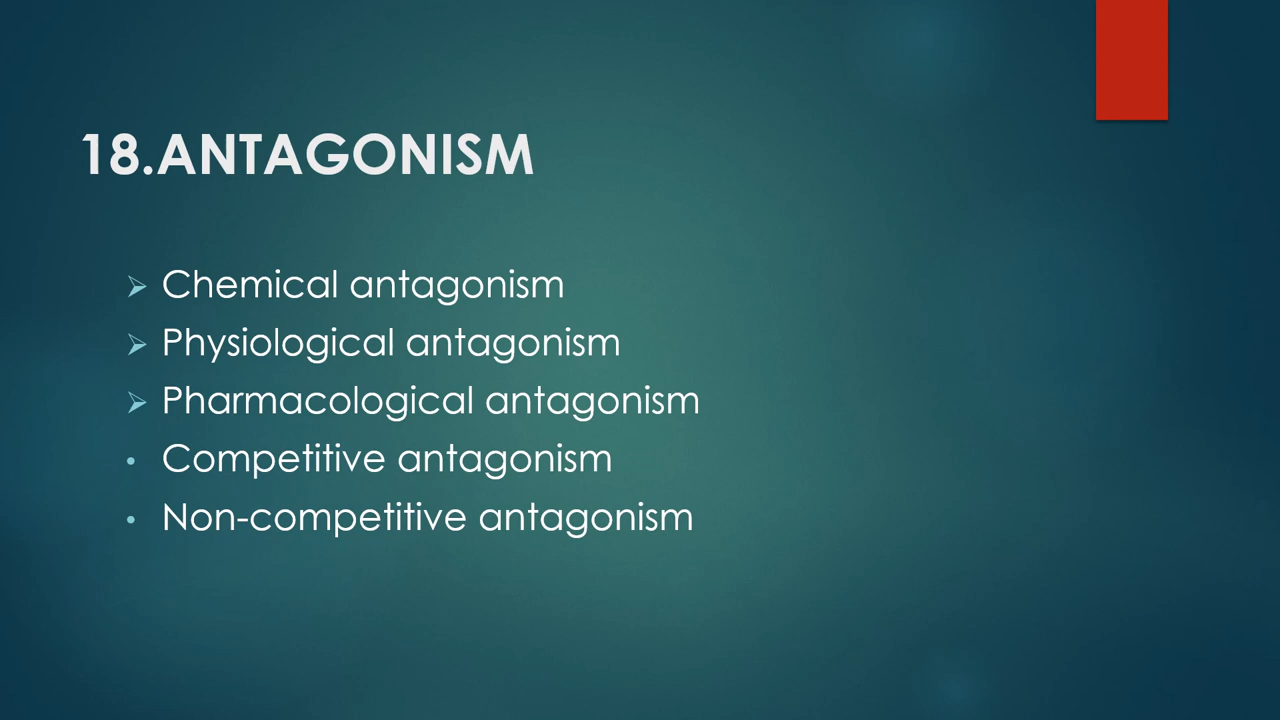 18.ANTAGONISM
➢ Chemical antagonism
➢ Physiological antagonism
➢ Pharmacological antagonism
• Competitive antagonism
• Non-competitive antagonism